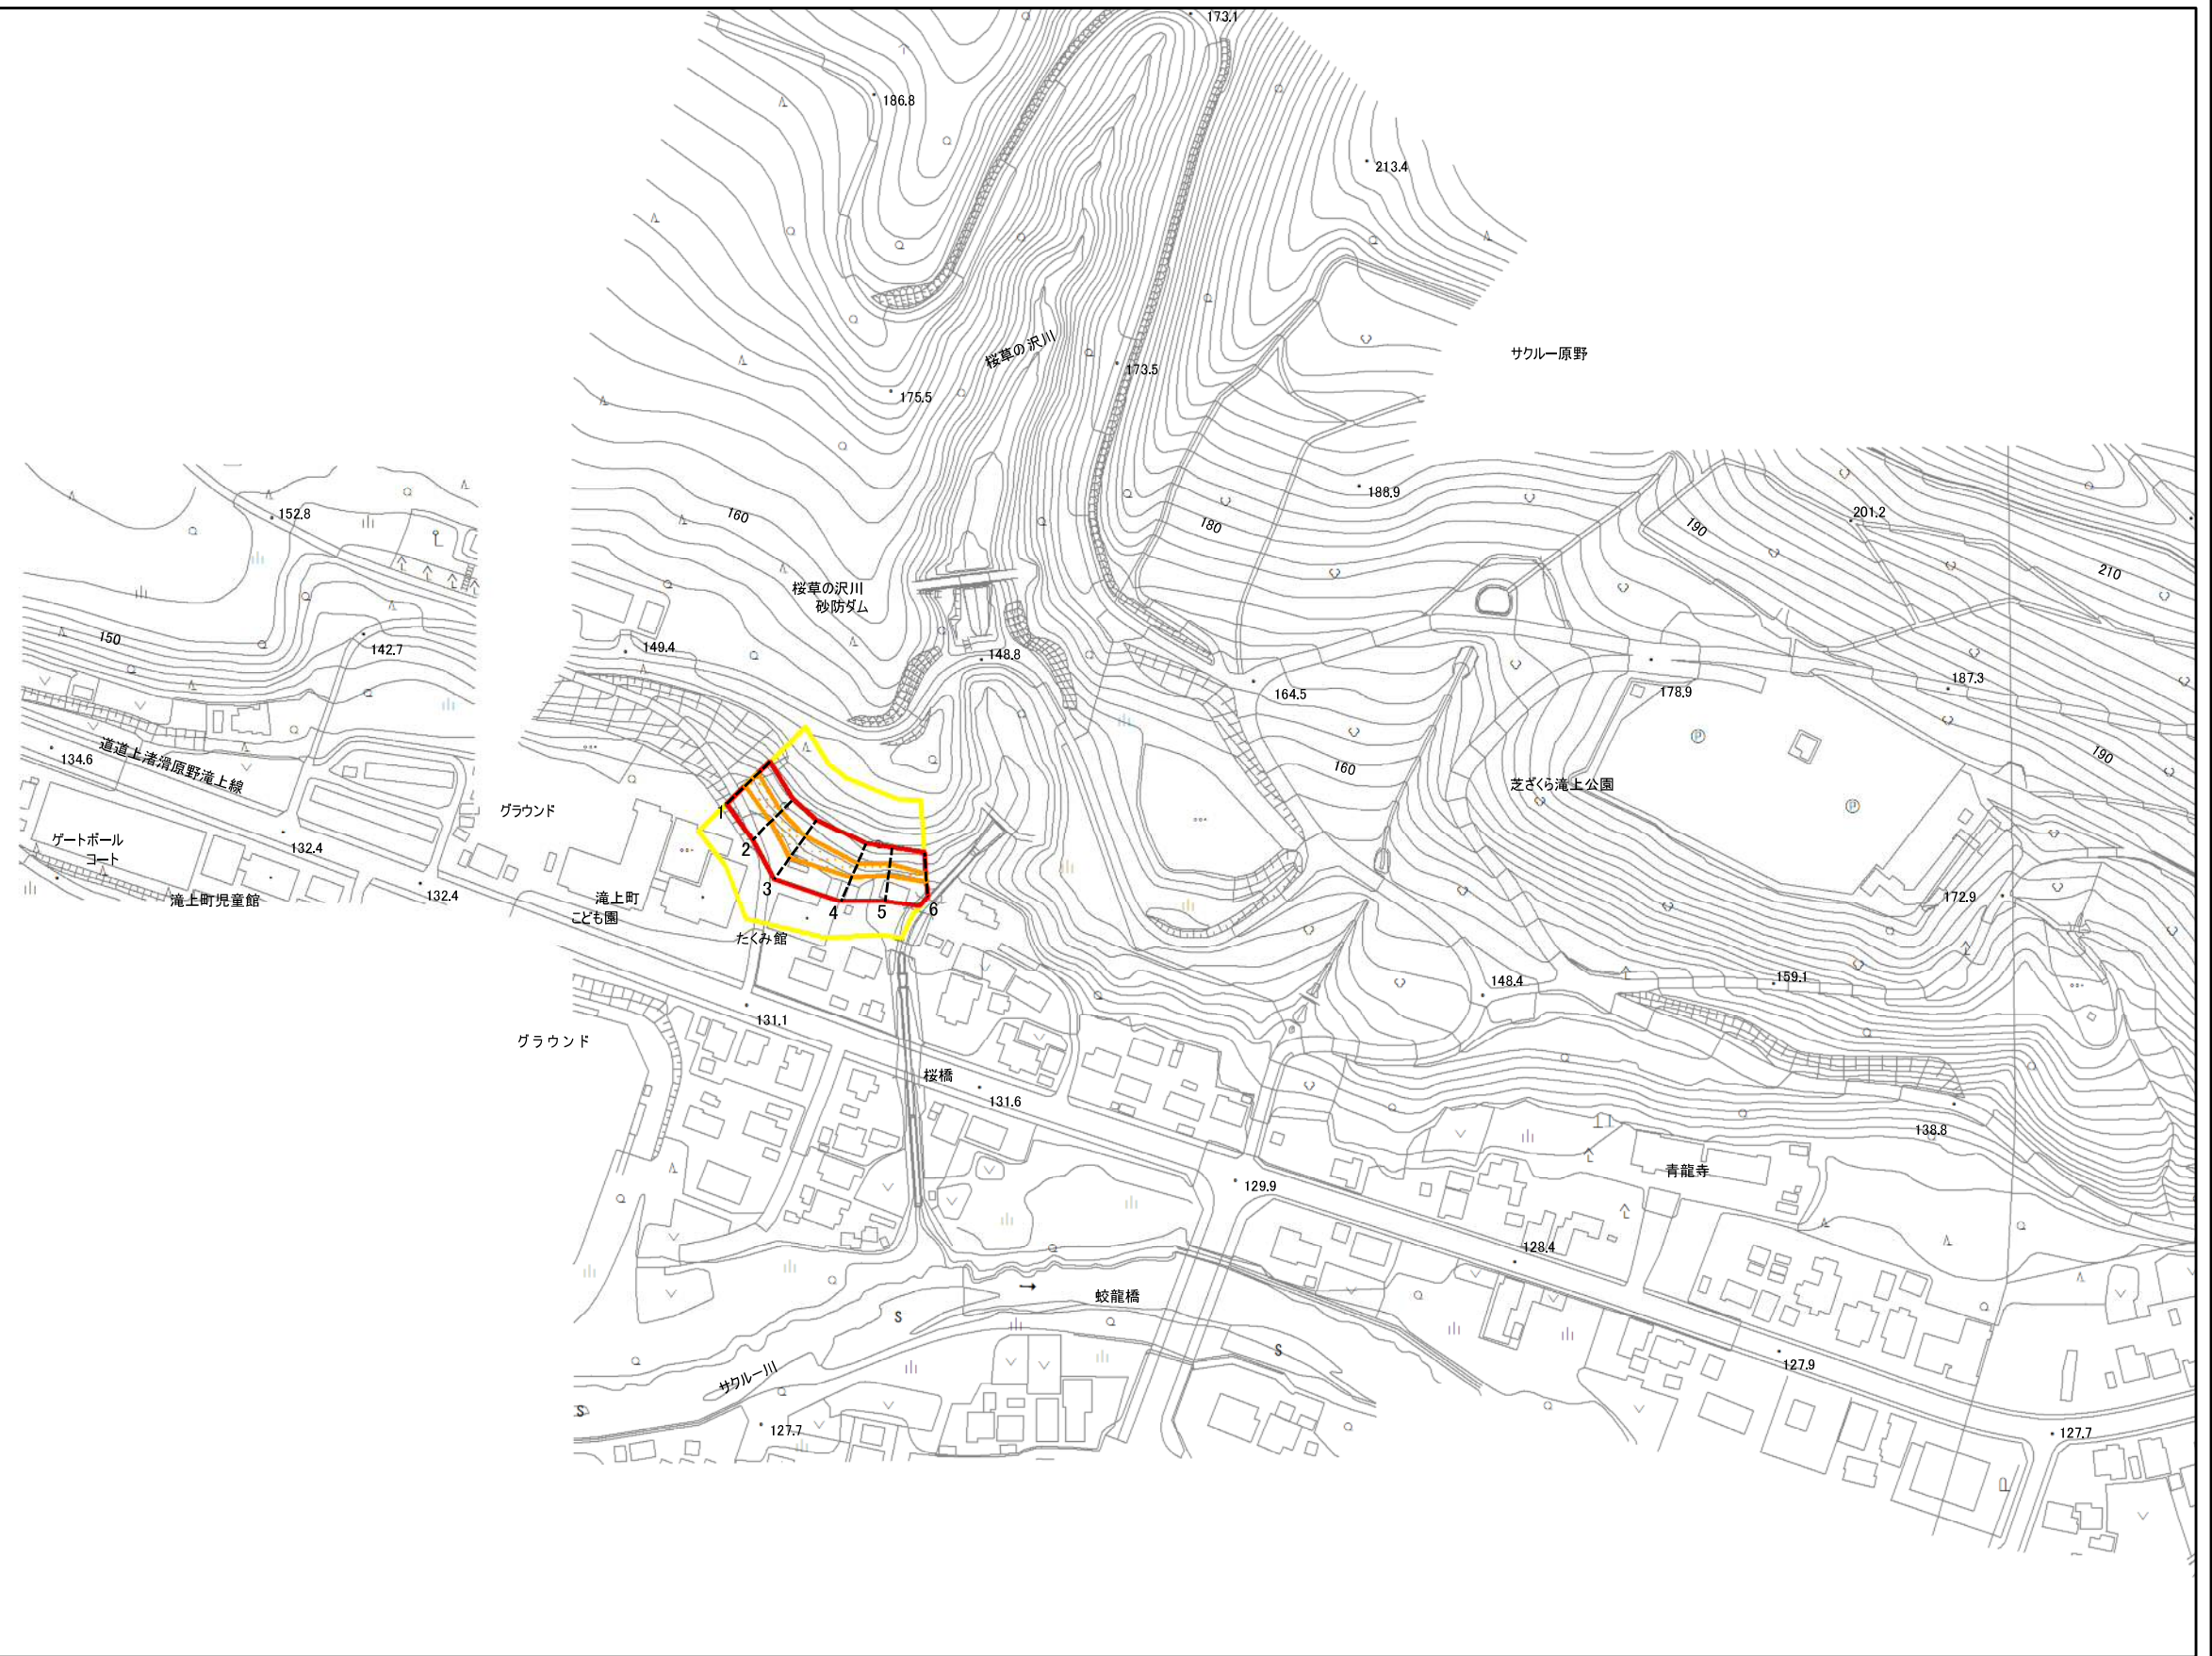 173.1
186.8
213.4
桜草の沢川
サクルー原野
173.5
175.5
188.9
152.8
160
180
190
201.2
210
桜草の沢川
砂防ダム
150
142.7
149.4
148.8
164.5
178.9
187.3
134.6
道道上渚滑原野滝上線
160
190
芝ざくら滝上公園
グラウンド
1
ゲートボール
コート
132.4
2
3
滝上町児童館
132.4
滝上町
こども園
4
5
6
172.9
たくみ館
148.4
159.1
131.1
グラウンド
桜橋
131.6
138.8
青龍寺
129.9
128.4
蛟龍橋
S
S
サクルー川
127.9
S
127.7
127.7